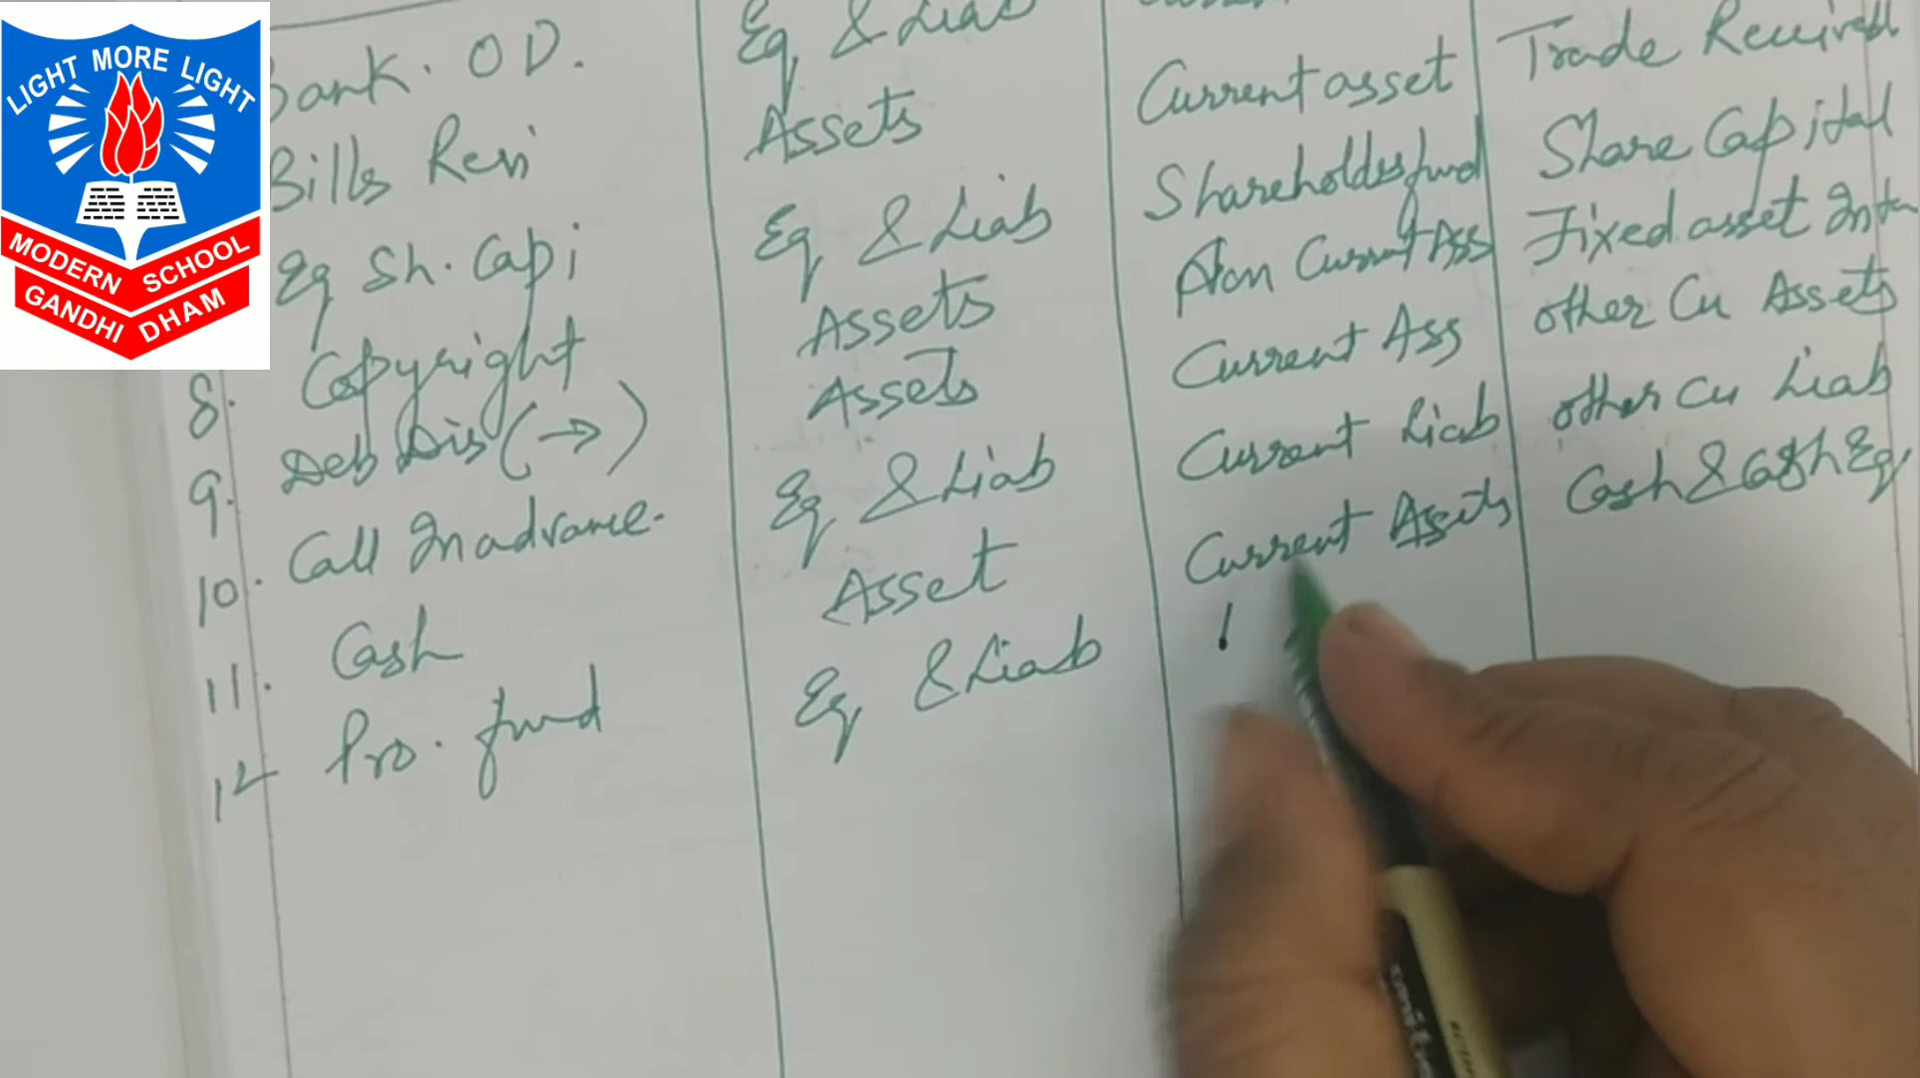 LIGHT MORE LIGHT
MODERN SCHOOL
GANDHI DHAM
Bank. OD. Eq & Liab
Bills Resi Assets Current asset Trade
Eq Sh. Capi Eq & Liab Shareholders fund Share Capital
8. Copyright Assets Non Current Ass Fixed asset Inta
9. Deb Dis (→) Assets Current Ass other Cu Assets
10. Call In advance. Eq & Liab Current Liab other Cu Liab
11. Cash Asset Current Assets Cash & Cash Eq
12 Pro. fund Eq & Liab